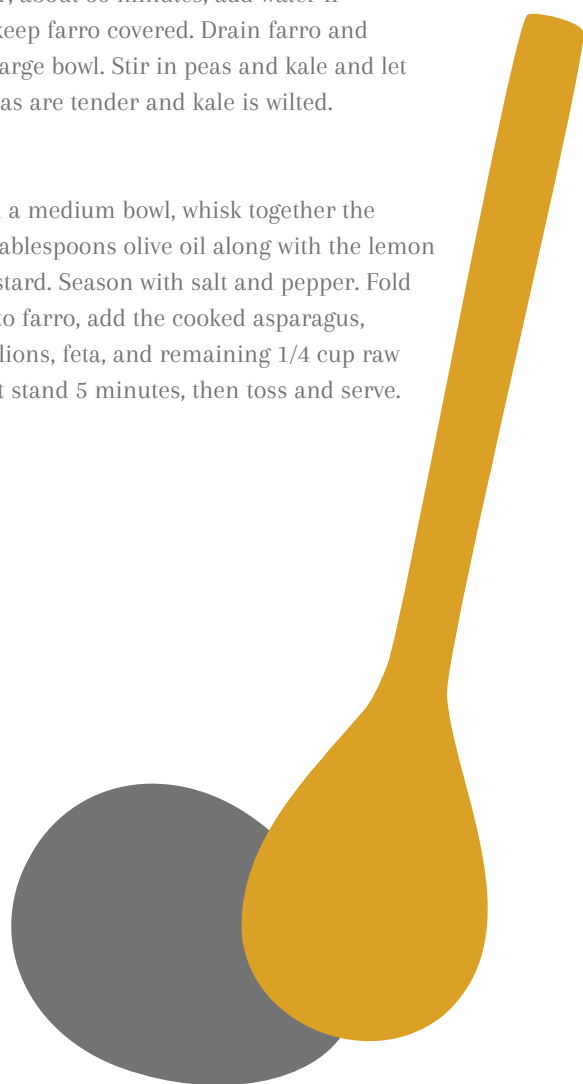 keep farro covered. Drain farro and
arge bowl. Stir in peas and kale and let
as are tender and kale is wilted.
a medium bowl, whisk together the
ablespoons olive oil along with the lemon
stard. Season with salt and pepper. Fold
to farro, add the cooked asparagus,
lions, feta, and remaining 1/4 cup raw
t stand 5 minutes, then toss and serve.